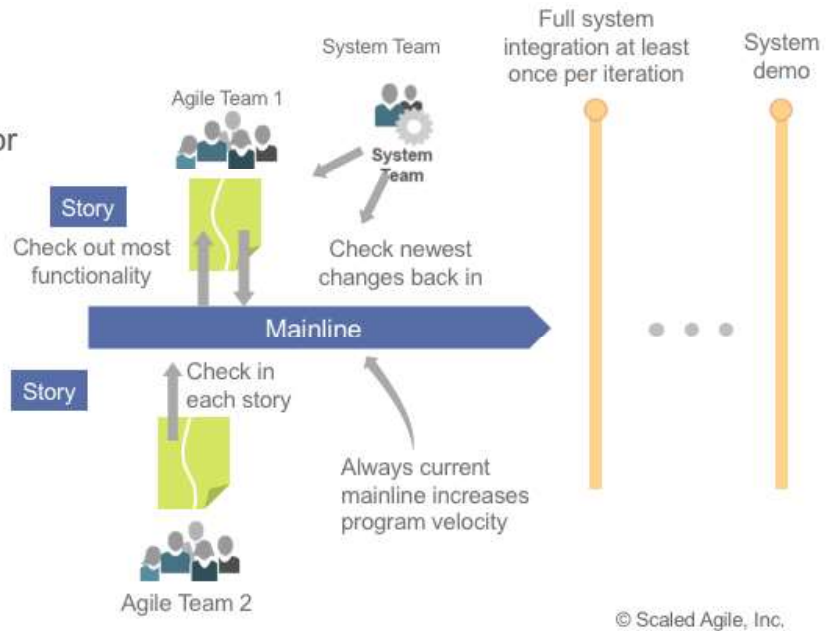 Full system
integration at least
once per iteration
System
demo
System Team
Agile Team 1
or
System
Team
Story
Check out most
functionality
Check newest
changes back in
Mainline
Story
Check in
each story
Always current
mainline increases
program velocity
Agile Team 2
© Scaled Agile, Inc.